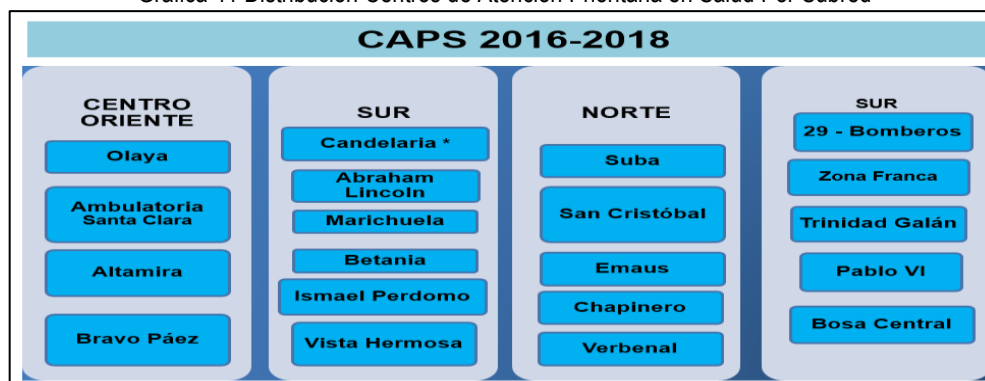 CAPS 2016-2018
CENTRO
ORIENTE
Olaya
Ambulatoria
Santa Clara
Altamira
Bravo Páez
SUR
Candelaria *
Abraham
Lincoln
Marichuela
Betania
Ismael Perdomo
Vista Hermosa
NORTE
Suba
San Cristóbal
Emaus
Chapinero
Verbenal
SUR
29 - Bomberos
Zona Franca
Trinidad Galán
Pablo VI
Bosa Central